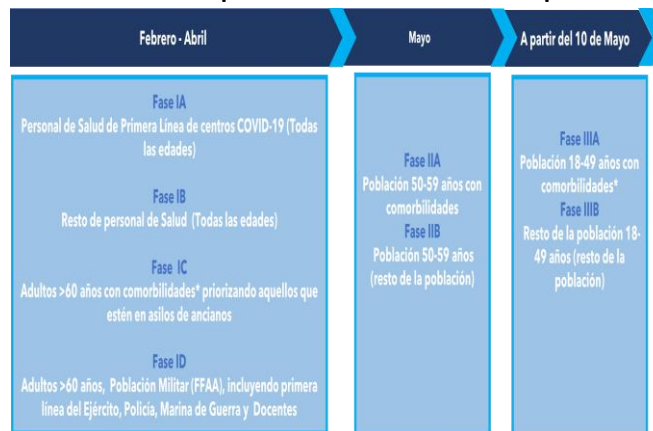 Febrero - Abril
Fase IA
Personal de Salud de Primera Línea de centros COVID-19 (Todas
las edades)
Fase IB
Resto de personal de Salud (Todas las edades)
Fase IC
Adultos >60 años con comorbilidades* priorizando aquellos que
estén en asilos de ancianos
Fase ID
Adultos >60 años, Población Militar (FFAA), incluyendo primera
línea del Ejército, Policía, Marina de Guerra y Docentes
Mayo
Fase IIA
Población 50-59 años con
comorbilidades
Fase IIB
Población 50-59 años
(resto de la población)
A partir del 10 de Mayo
Fase IIIA
Población 18-49 años con
comorbilidades*
Fase IIIB
Resto de la población 18-
49 años (resto de la
población)